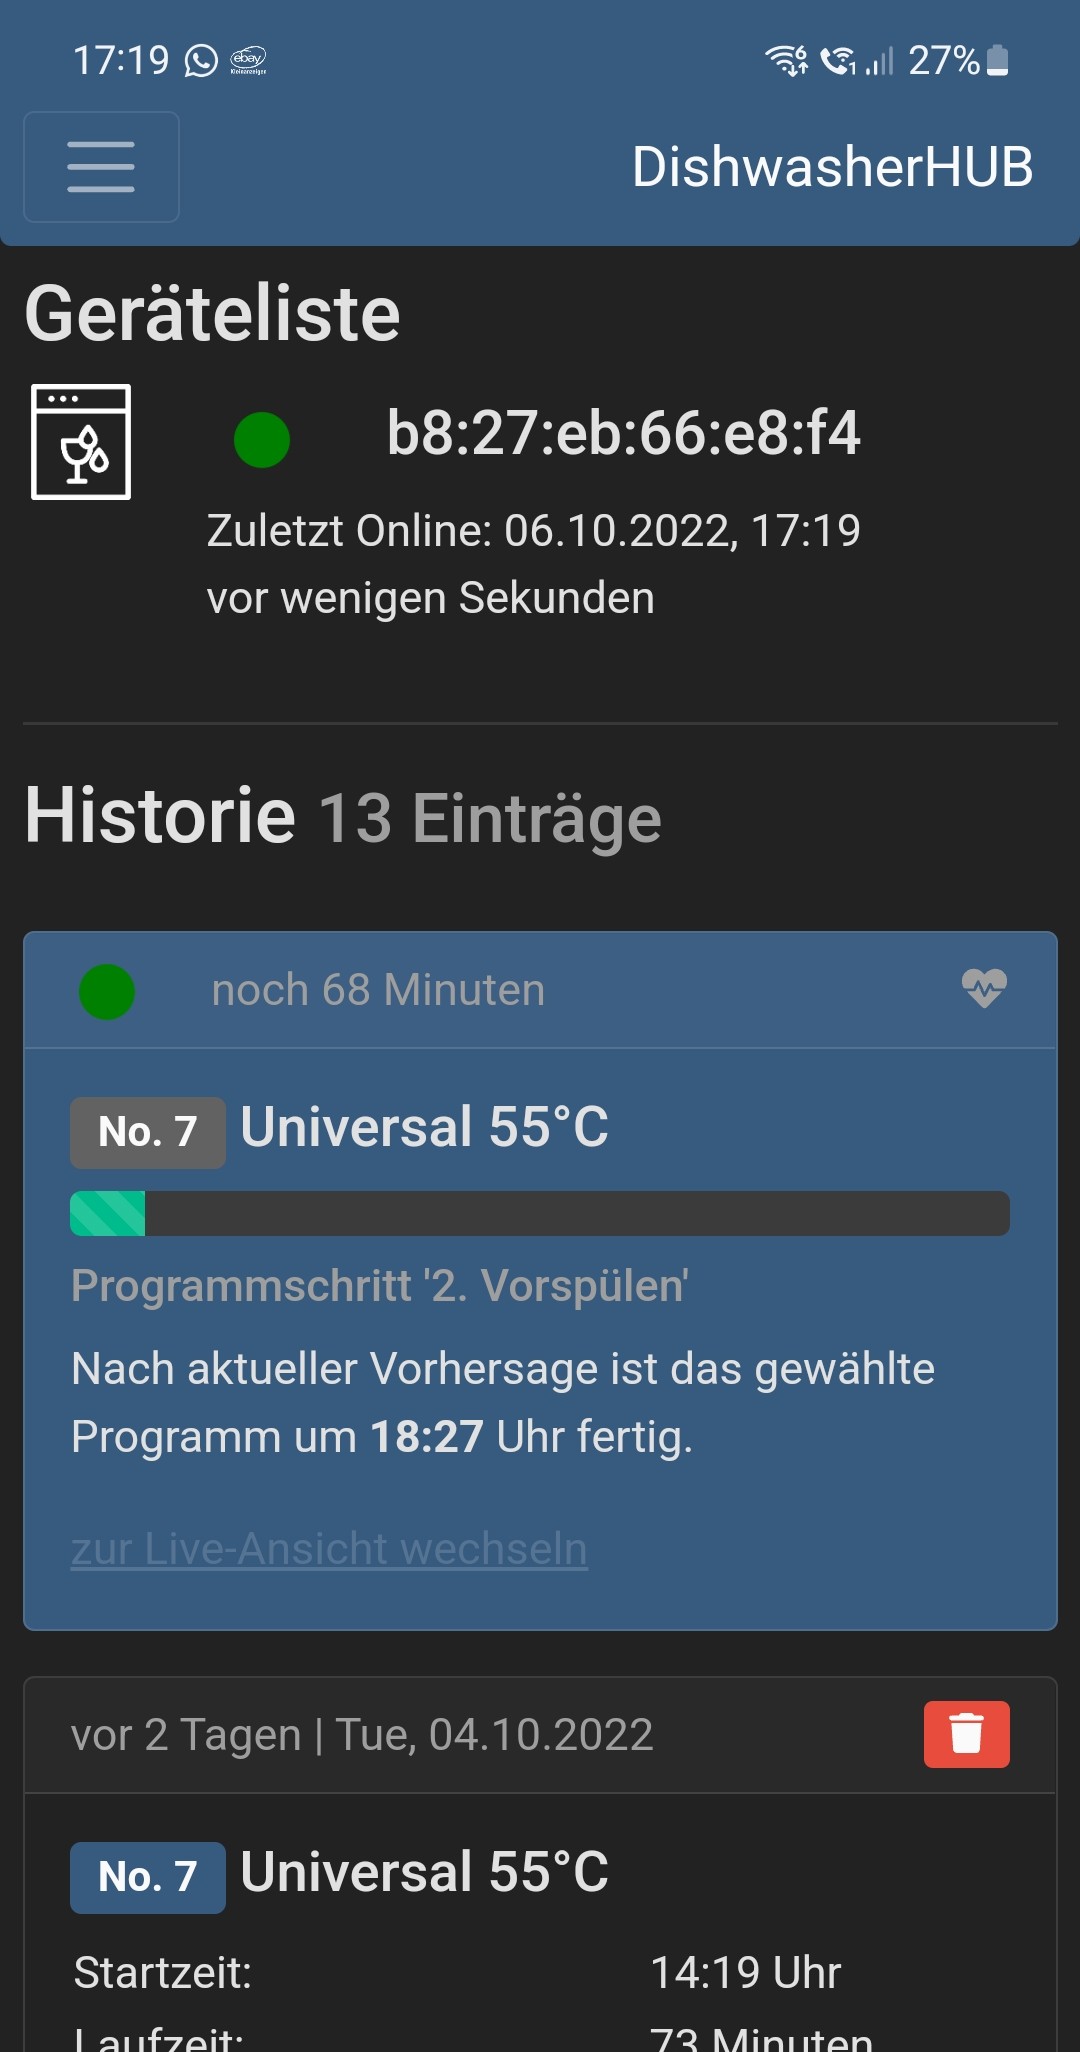 17:19 ebay Kleinanzeigen 6 1 27%
DishwasherHUB
Geräteliste
b8:27:eb:66:e8:f4
Zuletzt Online: 06.10.2022, 17:19
vor wenigen Sekunden
Historie 13 Einträge
noch 68 Minuten
No. 7 Universal 55°C
Programmschritt '2. Vorspülen'
Nach aktueller Vorhersage ist das gewählte
Programm um 18:27 Uhr fertig.
zur Live-Ansicht wechseln
vor 2 Tagen | Tue, 04.10.2022
No. 7 Universal 55°C
Startzeit: 14:19 Uhr
Laufzeit: 73 Minuten